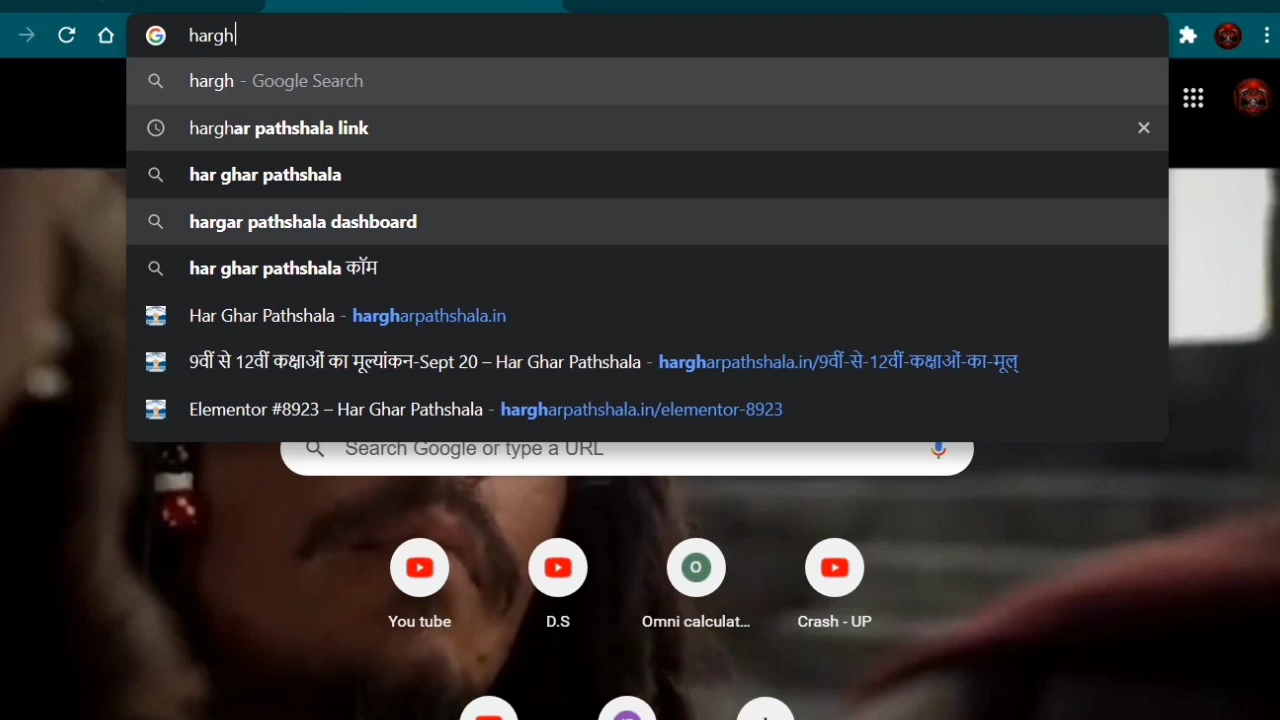 hargh
hargh - Google Search
harghar pathshala link
har ghar pathshala
hargar pathshala dashboard
har ghar pathshala कॉम
Har Ghar Pathshala - hargharpathshala.in
9वीं से 12वीं कक्षाओं का मूल्यांकन-Sept 20 – Har Ghar Pathshala - hargharpathshala.in/9वीं-से-12वीं-कक्षाओं-का-मूल्
Elementor #8923 – Har Ghar Pathshala - hargharpathshala.in/elementor-8923
Search Google or type a URL
You tube
D.S
O
Omni calculat...
Crash - UP